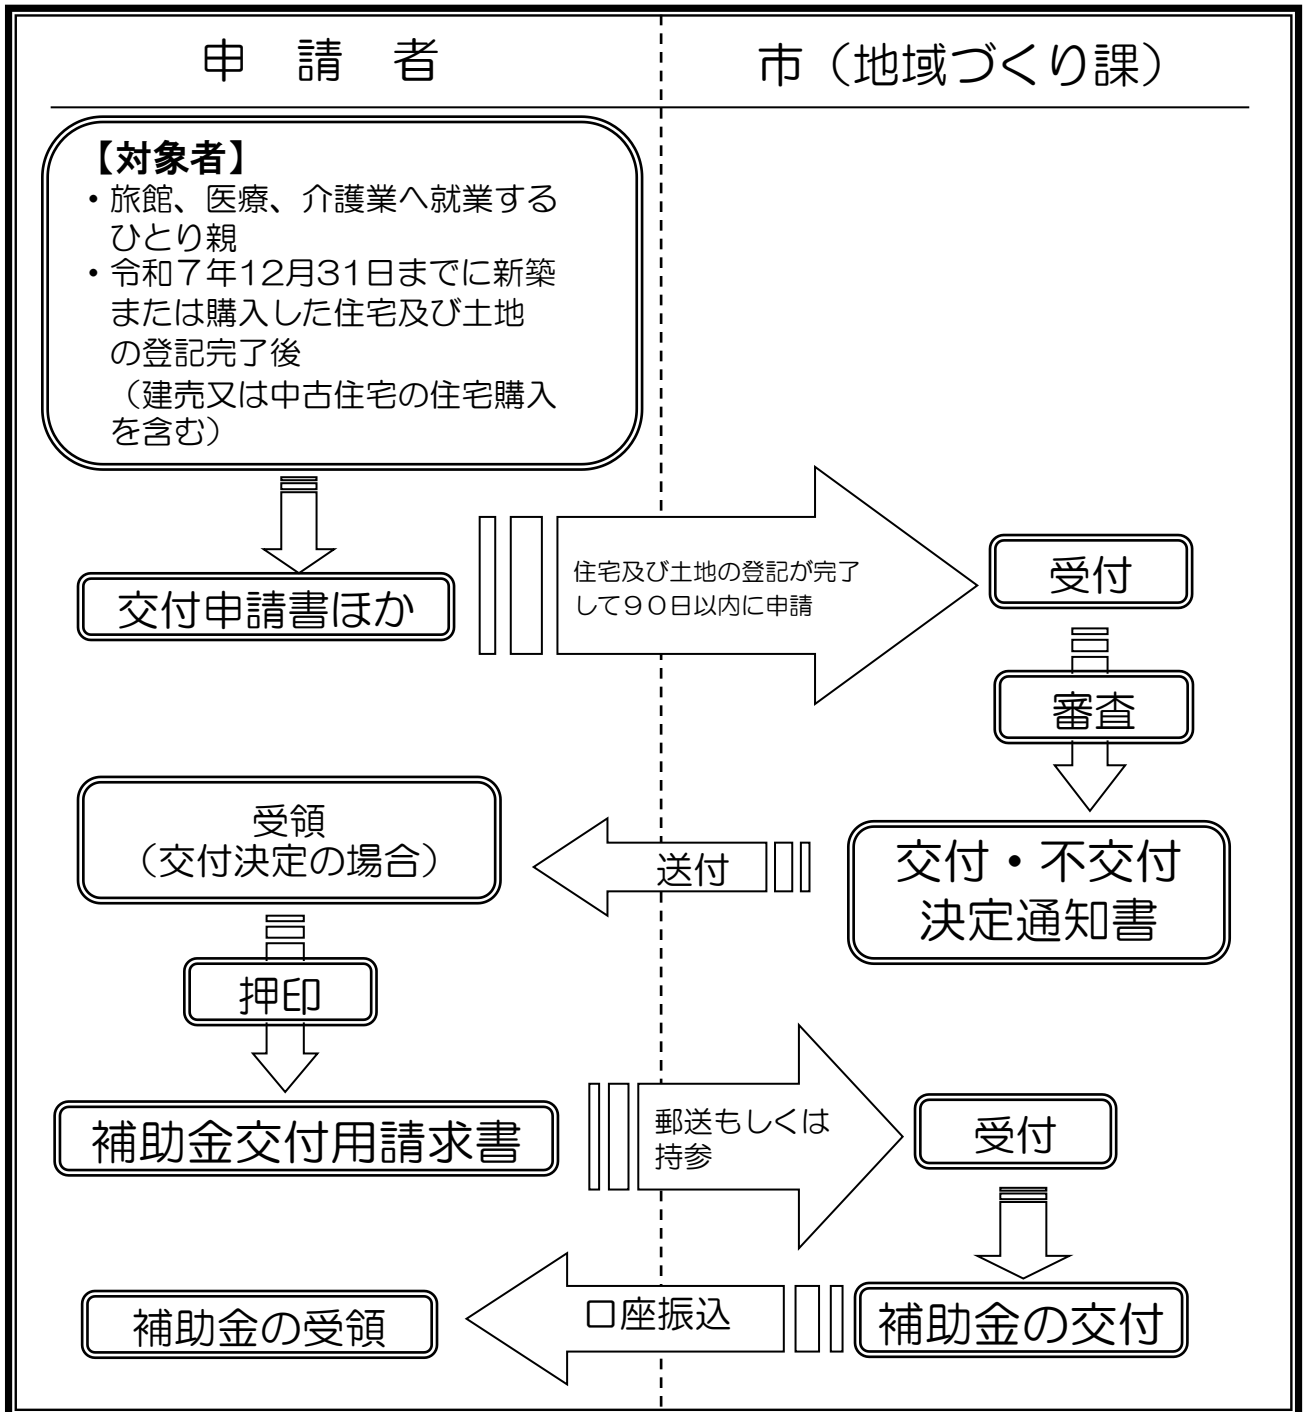 申 請 者
市（地域づくり課）
【対象者】
・旅館、医療、介護業へ就業する
ひとり親
・令和７年12月31日までに新築
または購入した住宅及び土地
の登記完了後
（建売又は中古住宅の住宅購入
を含む）
交付申請書ほか
住宅及び土地の登記が完了
して９０日以内に申請
受付
審査
交付・不交付
決定通知書
送付
受領
（交付決定の場合）
押印
補助金交付用請求書
郵送もしくは
持参
受付
補助金の交付
口座振込
補助金の受領